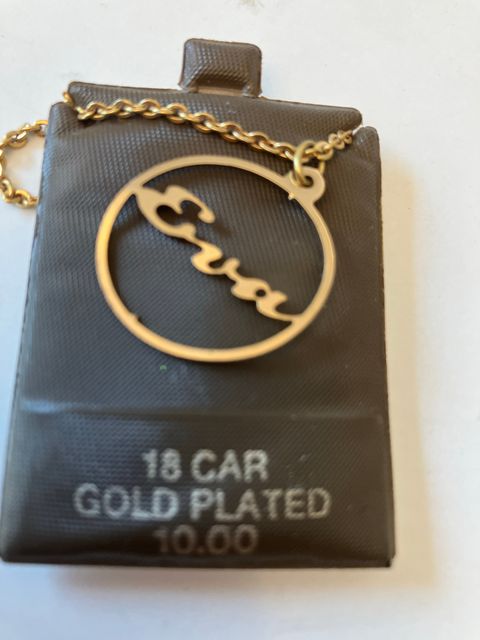 Eva
18 CAR
GOLD PLATED
10.00